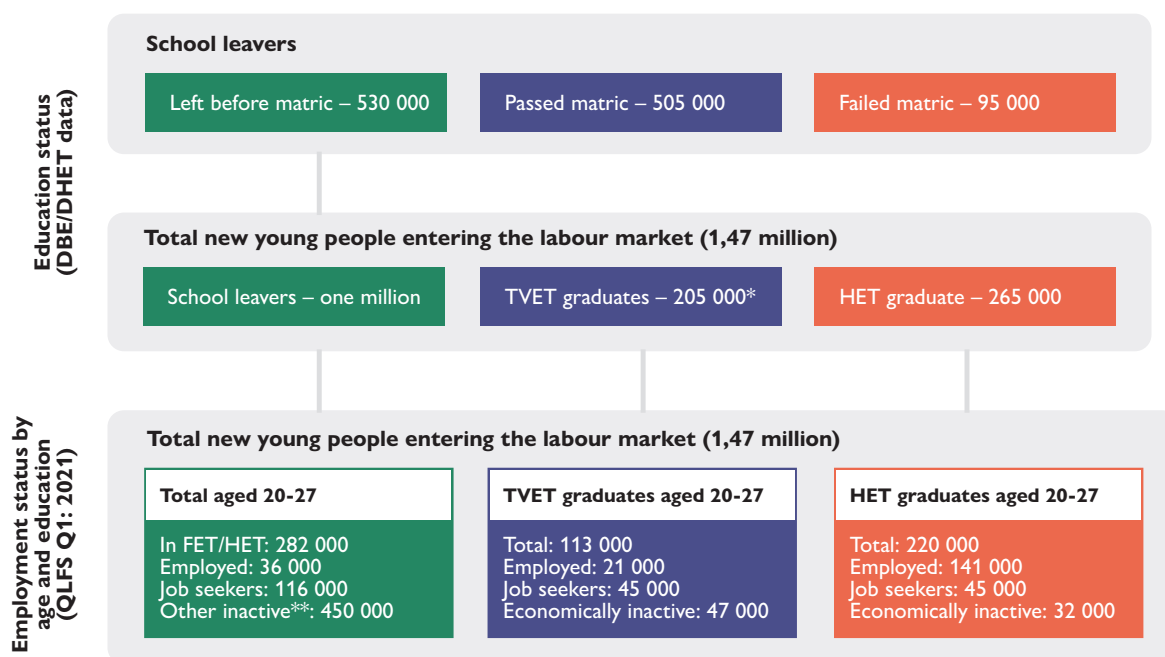 Education status
(DBE/DHET data)
School leavers
Left before matric – 530 000
Passed matric – 505 000
Failed matric – 95 000
Total new young people entering the labour market (1,47 million)
School leavers – one million
TVET graduates – 205 000*
HET graduate – 265 000
Employment status by
age and education
(QLFS Q1: 2021)
Total new young people entering the labour market (1,47 million)
Total aged 20-27
In FET/HET: 282 000
Employed: 36 000
Job seekers: 116 000
Other inactive**: 450 000
TVET graduates aged 20-27
Total: 113 000
Employed: 21 000
Job seekers: 45 000
Economically inactive: 47 000
HET graduates aged 20-27
Total: 220 000
Employed: 141 000
Job seekers: 45 000
Economically inactive: 32 000